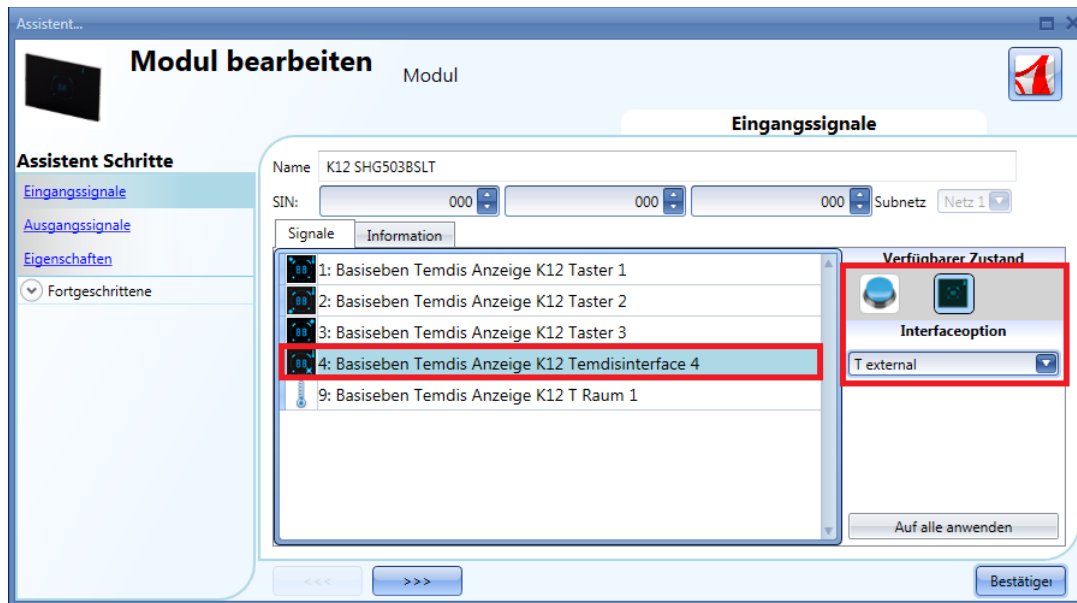 Assistent...
Modul bearbeiten Modul
Eingangssignale
Assistent Schritte
Eingangssignale
Ausgangssignale
Eigenschaften
Fortgeschrittene
Name K12 SHG503BSLT
SIN: 000 000 000 Subnetz Netz 1
Signale Information
1: Basiseben Temdis Anzeige K12 Taster 1
2: Basiseben Temdis Anzeige K12 Taster 2
3: Basiseben Temdis Anzeige K12 Taster 3
4: Basiseben Temdis Anzeige K12 Temdisinterface 4
9: Basiseben Temdis Anzeige K12 T Raum 1
Verfügbarer Zustand
Interfaceoption
T external
Auf alle anwenden
<<< >>> Bestätiger